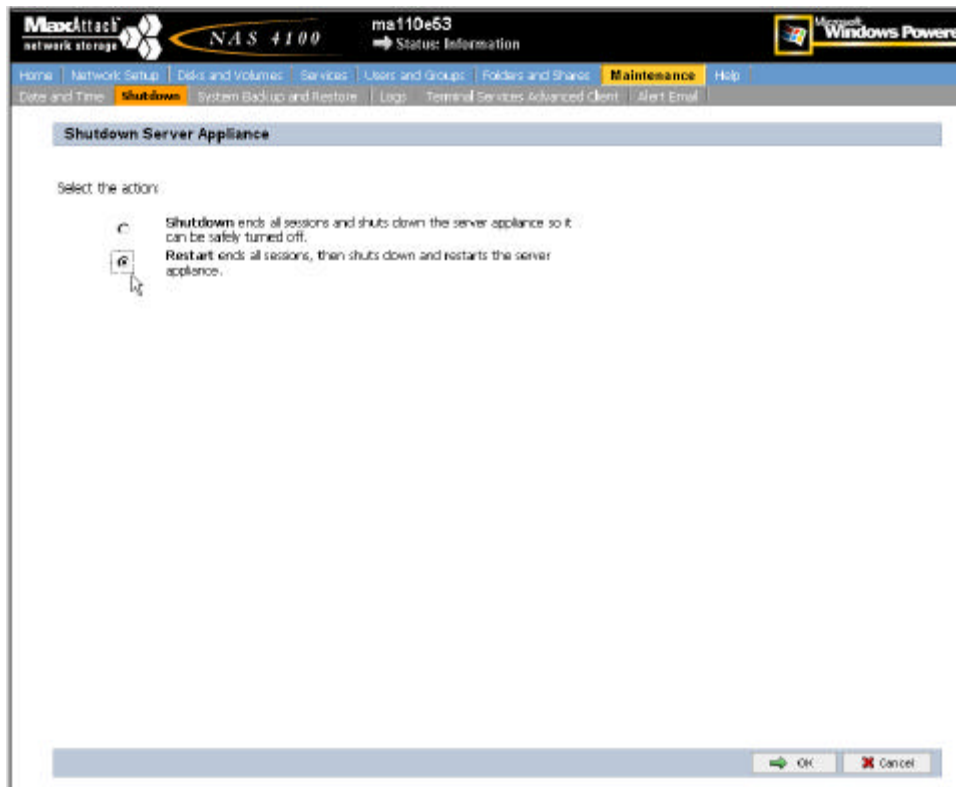 MaxAttach
network storage
NAS 4100
ma110e53
Status: Information
Microsoft
Windows Powere
Home Network Setup Disks and Volumes Services Users and Groups Folders and Shares Maintenance Help
Date and Time Shutdown System Backup and Restore Logs Terminal Services Advanced Client Alert Email
Shutdown Server Appliance
Select the action:
Shutdown ends all sessions and shuts down the server appliance so it
can be safely turned off.
Restart ends all sessions, then shuts down and restarts the server
appliance.
OK Cancel